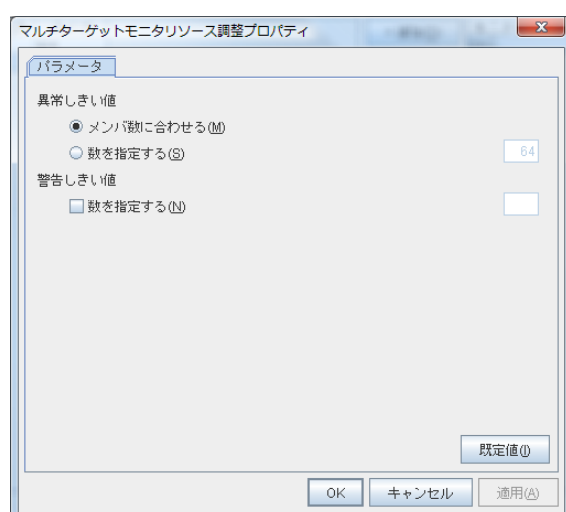 マルチターゲットモニタリソース調整プロパティ
パラメータ
異常しきい値
メンバ数に合わせる(M)
数を指定する(S)
64
警告しきい値
数を指定する(N)
既定値(I)
OK
キャンセル
適用(A)